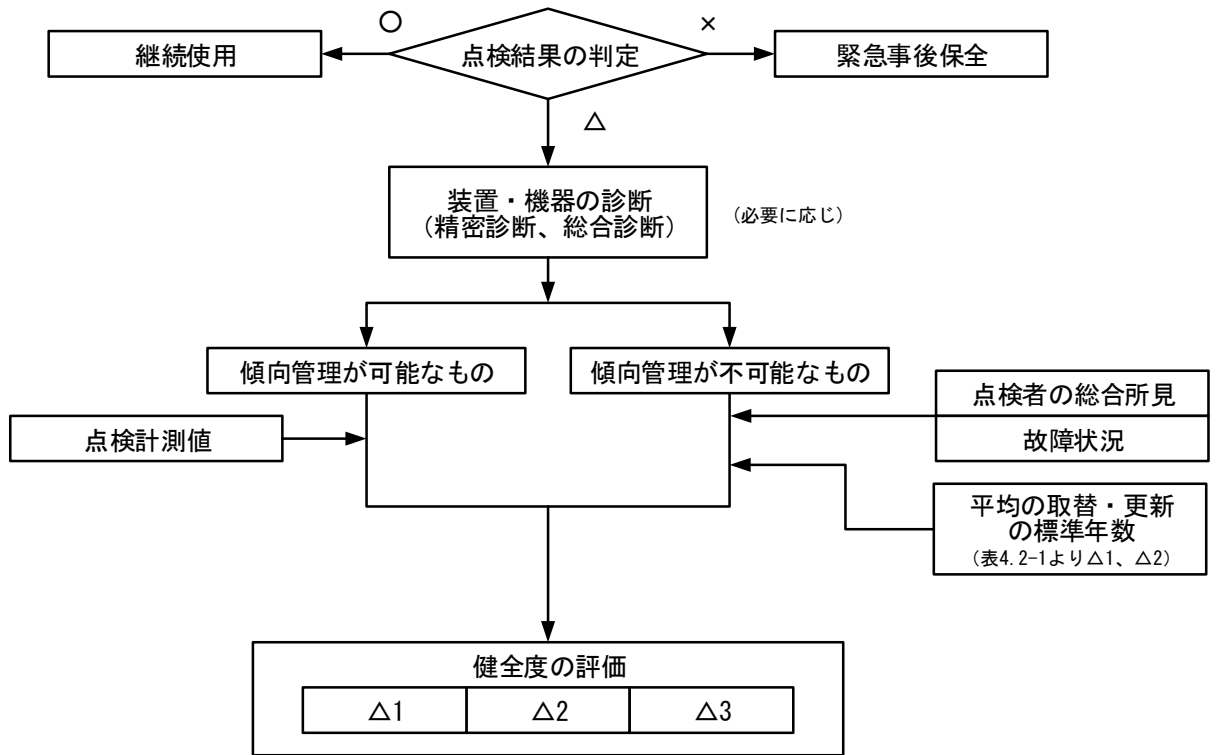 ○
×
継続使用
点検結果の判定
緊急事後保全
△
装置・機器の診断
(精密診断、総合診断)
(必要に応じ)
傾向管理が可能なもの
傾向管理が不可能なもの
点検計測値
点検者の総合所見
故障状況
平均の取替・更新
の標準年数
(表4.2-1より△1、△2)
健全度の評価
△1
△2
△3